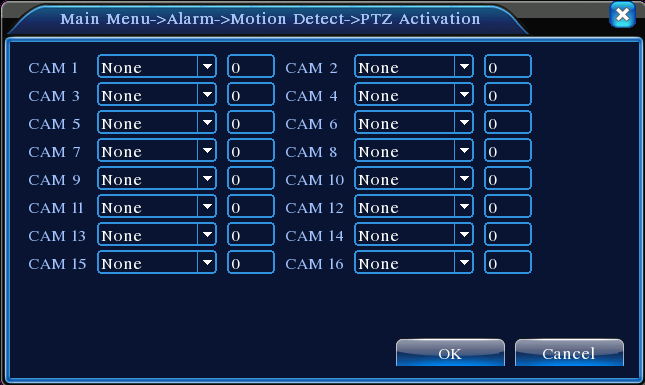 Main Menu->Alarm->Motion Detect->PTZ Activation
CAM 1 None 0 CAM 2 None 0
CAM 3 None 0 CAM 4 None 0
CAM 5 None 0 CAM 6 None 0
CAM 7 None 0 CAM 8 None 0
CAM 9 None 0 CAM 10 None 0
CAM 11 None 0 CAM 12 None 0
CAM 13 None 0 CAM 14 None 0
CAM 15 None 0 CAM 16 None 0
OK Cancel